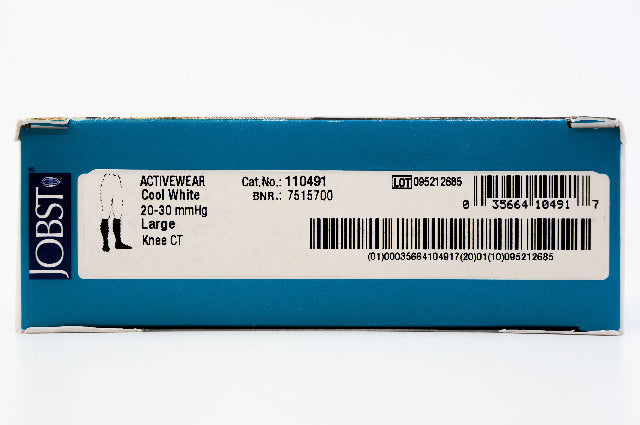 JOBST®
ACTIVEWEAR
Cool White
20-30 mmHg
Large
Knee CT
Cat.No.: 110491
BNR.: 7515700
LOT 095212685
0 35664 10491 7
(01)00035664104917(20)01(10)095212685